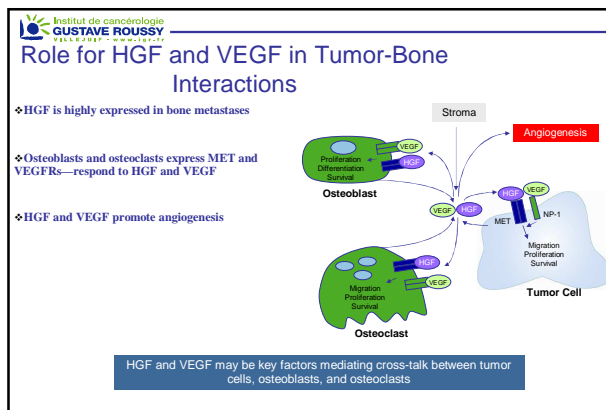 Institut de cancérologie
GUSTAVE ROUSSY
VILLEJUIF - www.igr.fr
Role for HGF and VEGF in Tumor-Bone
Interactions
❖HGF is highly expressed in bone metastases
❖Osteoblasts and osteoclasts express MET and
VEGFRs—respond to HGF and VEGF
❖HGF and VEGF promote angiogenesis
Stroma
Angiogenesis
VEGF
HGF
Proliferation
Differentiation
Survival
Osteoblast
VEGF
HGF
HGF
VEGF
MET
NP-1
Migration
Proliferation
Survival
Tumor Cell
HGF
VEGF
Migration
Proliferation
Survival
Osteoclast
HGF and VEGF may be key factors mediating cross-talk between tumor
cells, osteoblasts, and osteoclasts